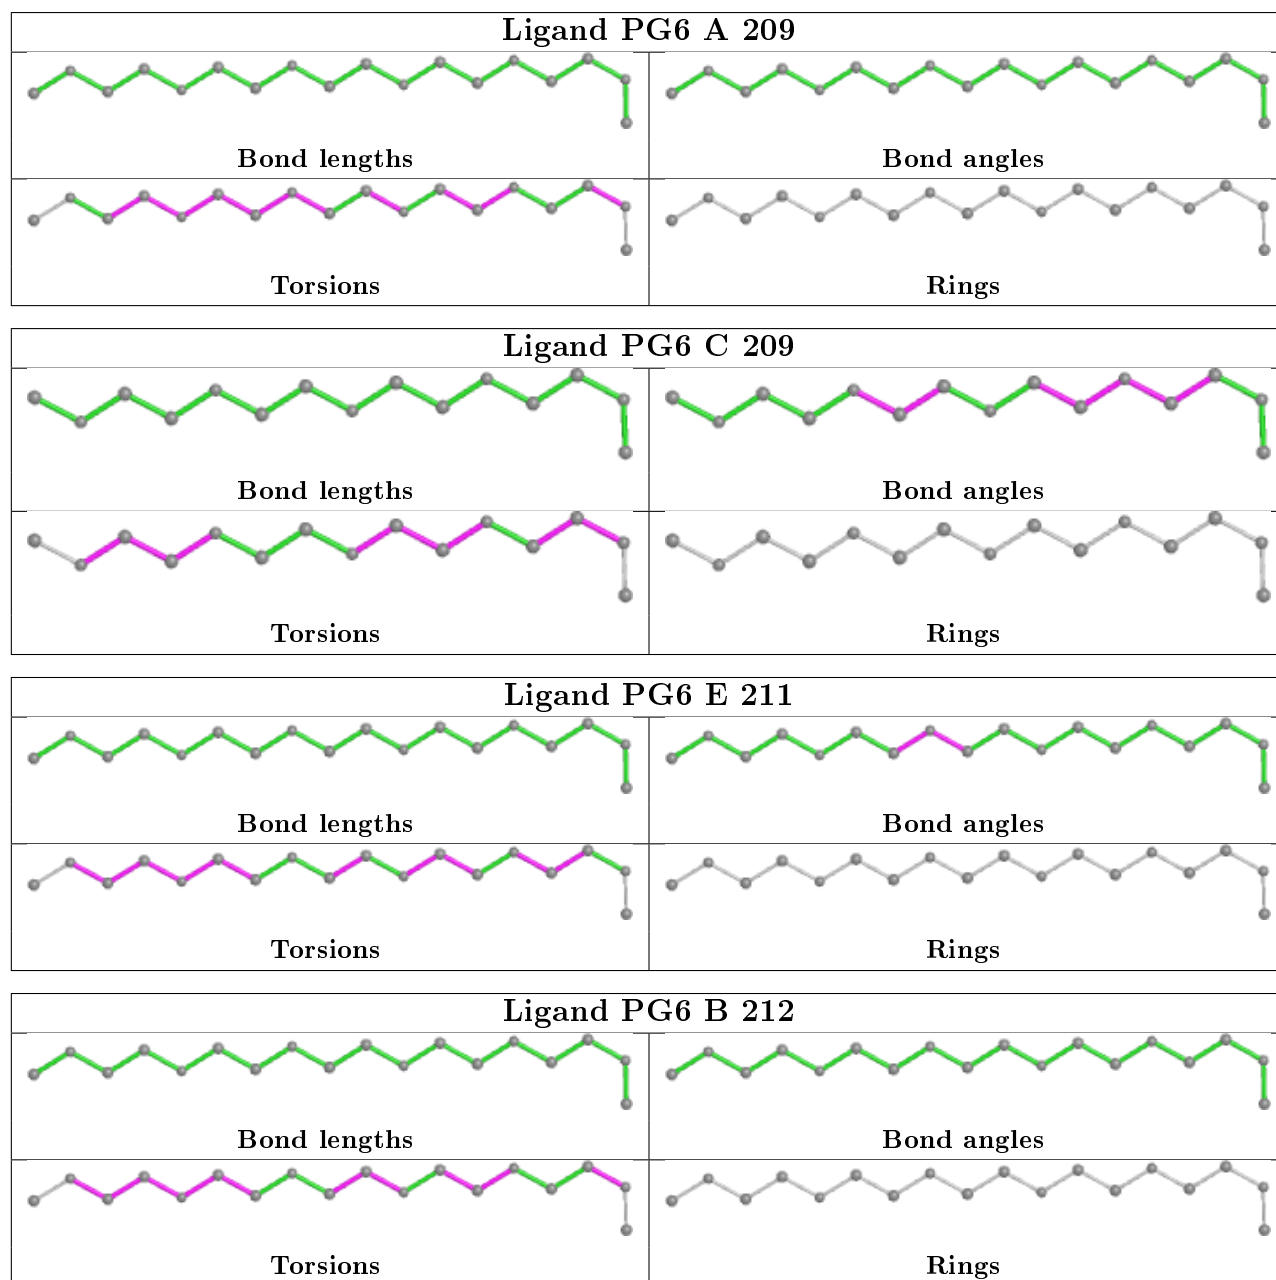 Ligand PG6 A 209
Bond lengths
Bond angles
Torsions
Rings
Ligand PG6 C 209
Bond lengths
Bond angles
Torsions
Rings
Ligand PG6 E 211
Bond lengths
Bond angles
Torsions
Rings
Ligand PG6 B 212
Bond lengths
Bond angles
Torsions
Rings